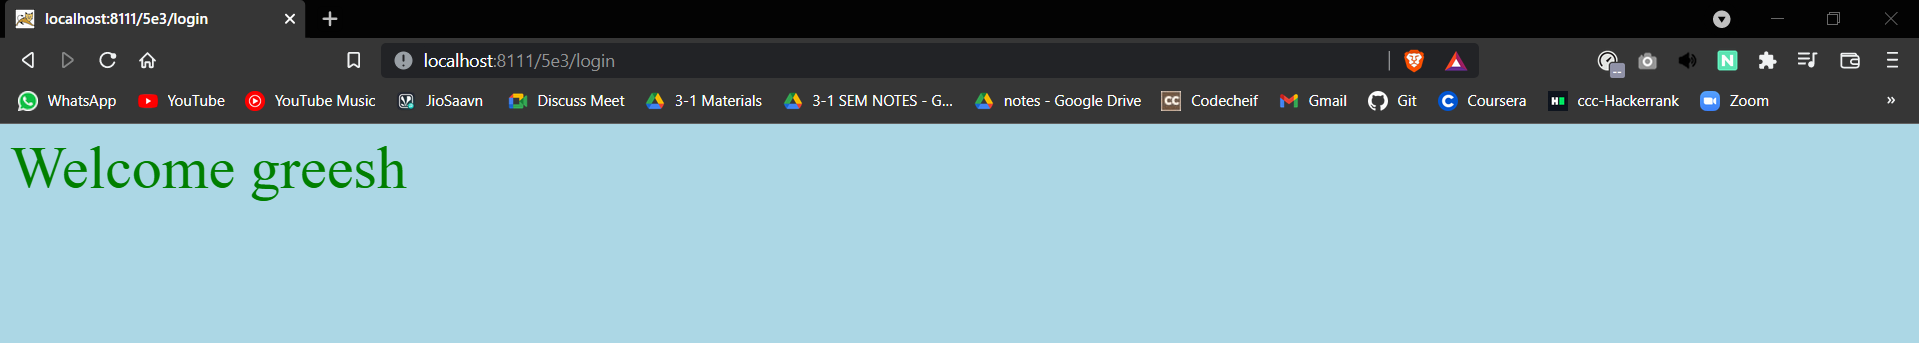 localhost:8111/5e3/login
localhost:8111/5e3/login
WhatsApp YouTube YouTube Music JioSaavn Discuss Meet 3-1 Materials 3-1 SEM NOTES - G... notes - Google Drive CC Codecheif Gmail Git Coursera ccc-Hackerrank Zoom »
Welcome greesh